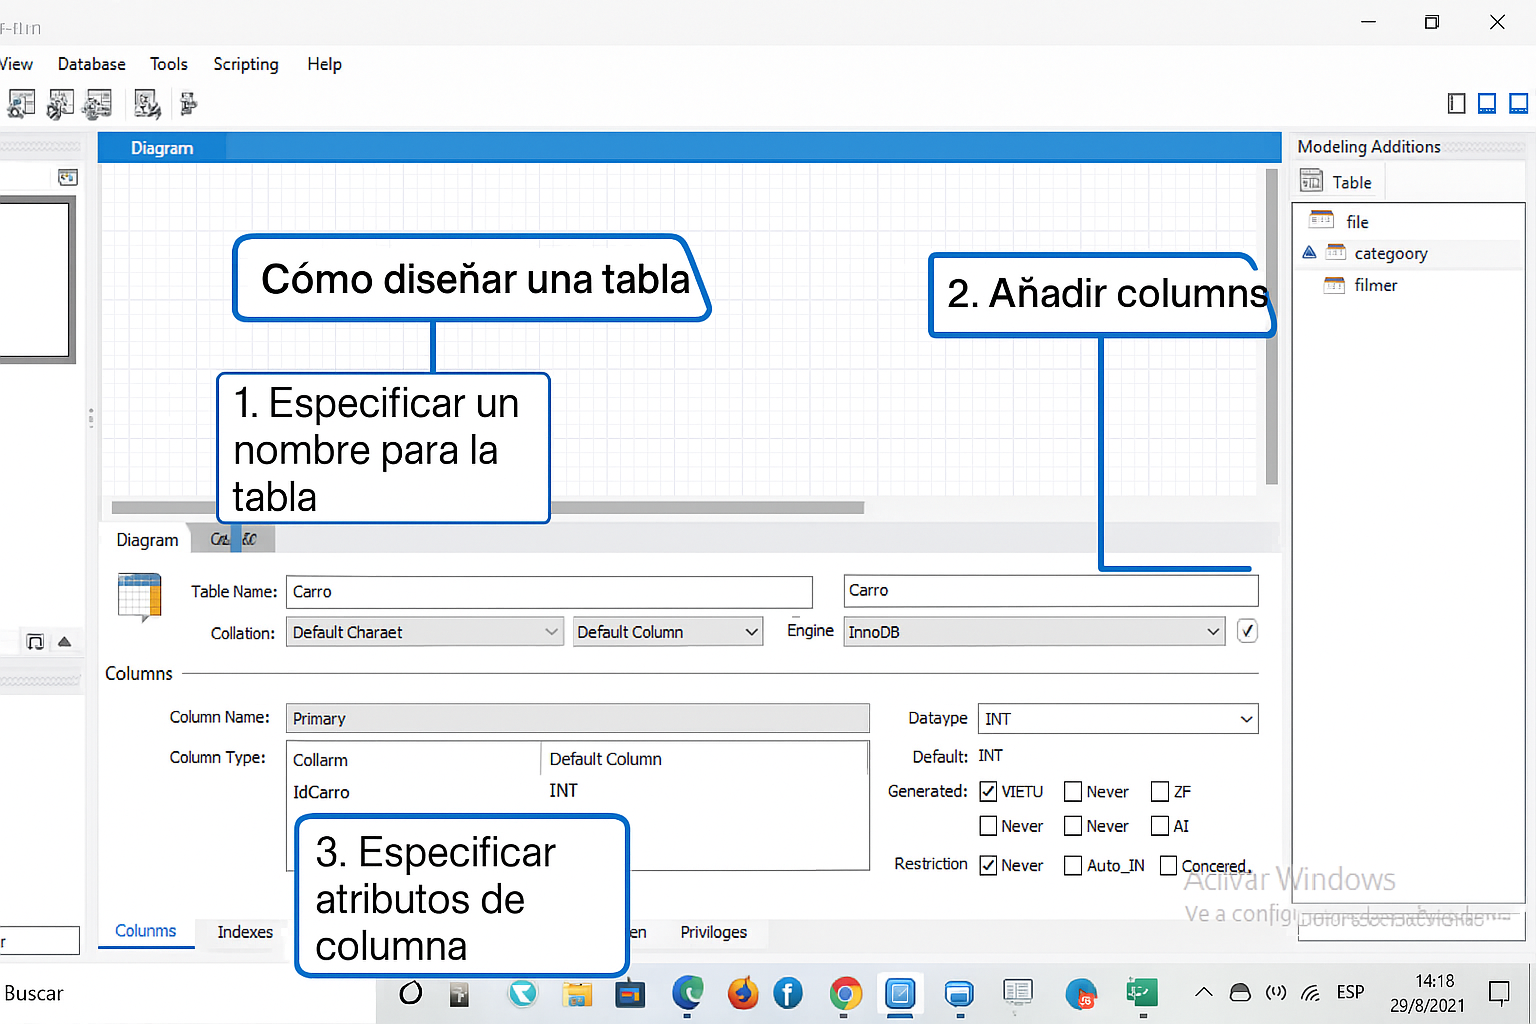 View Database Tools Scripting Help
Diagram
Modeling Additions
Table
file
categoory
filmer
Cómo diseñar una tabla
2. Añadir columns
1. Especificar un
nombre para la
tabla
Diagram
Table Name: Carro
Carro
Collation: Default Charaet Default Column Engine InnoDB
Columns
Column Name: Primary
Dataype INT
Column Type: Collarm Default Column
Default: INT
IdCarro INT
Generated: VIETU Never ZF
Never Never AI
Restriction Never Auto_IN Concered.
3. Especificar
atributos de
columna
Activar Windows
Ve a
Colunms Indexes en Priviloges
r
Buscar
ESP
14:18
29/8/2021